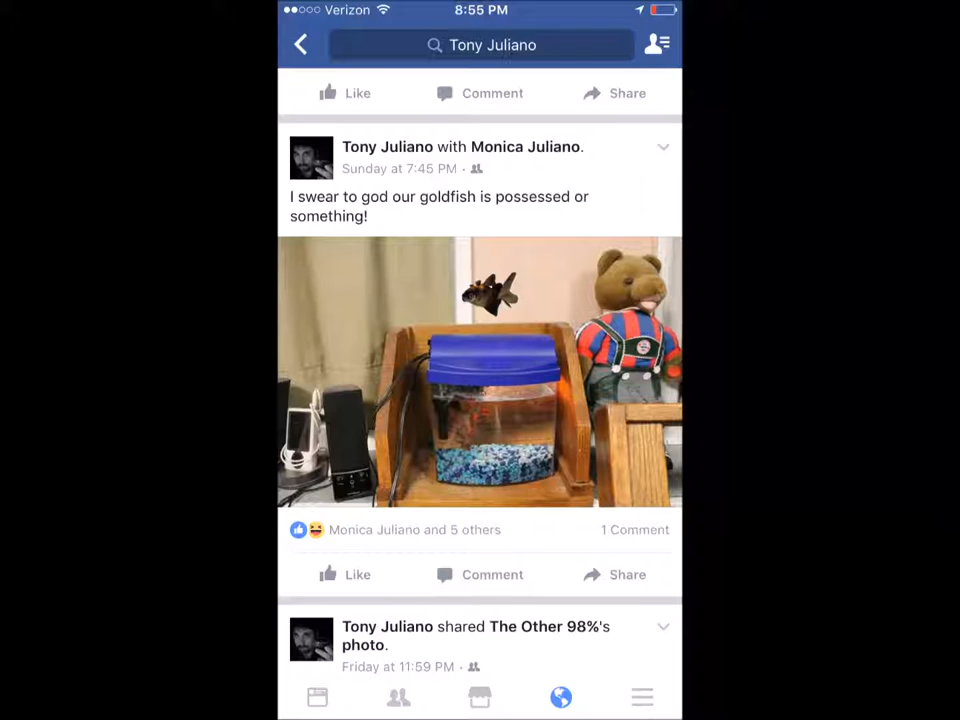 Verizon 8:55 PM
Tony Juliano
Like Comment Share
Tony Juliano with Monica Juliano.
Sunday at 7:45 PM ·
I swear to god our goldfish is possessed or
something!
Monica Juliano and 5 others 1 Comment
Like Comment Share
Tony Juliano shared The Other 98%'s
photo.
Friday at 11:59 PM ·